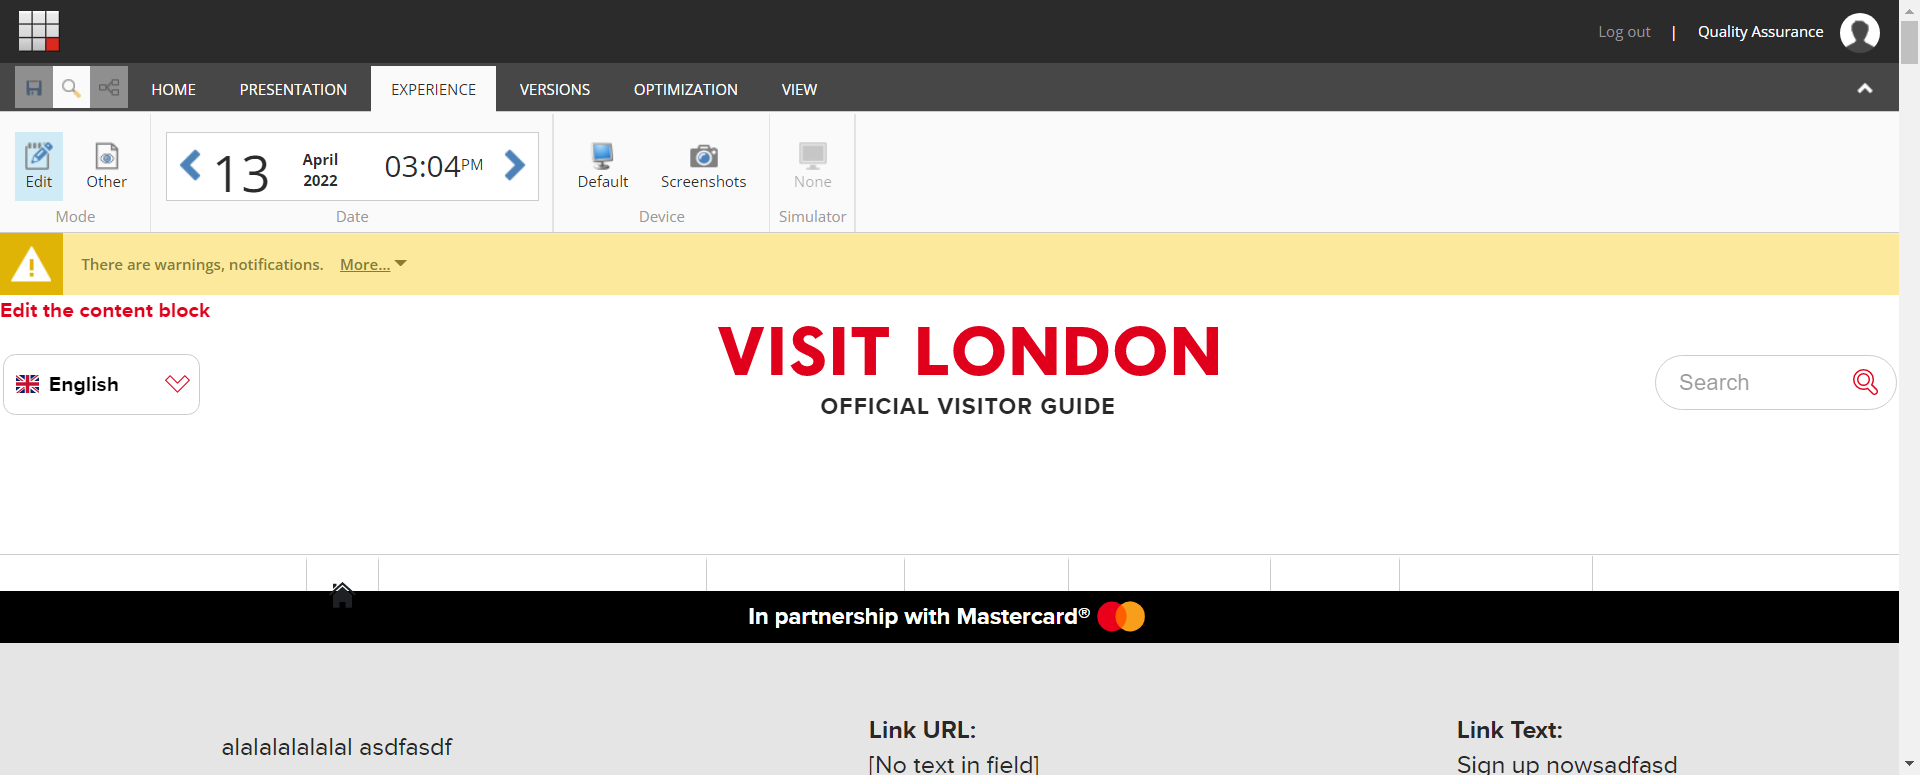 Log out | Quality Assurance
HOME PRESENTATION EXPERIENCE VERSIONS OPTIMIZATION VIEW
Edit Other
Mode
13 April 2022 03:04PM
Date
Default Screenshots
Device
None
Simulator
There are warnings, notifications. More...
Edit the content block
VISIT LONDON
OFFICIAL VISITOR GUIDE
English
Search
In partnership with Mastercard®
alalalalalalal asdfasdf
Link URL:
[No text in field]
Link Text:
Sign up nowsadfasd